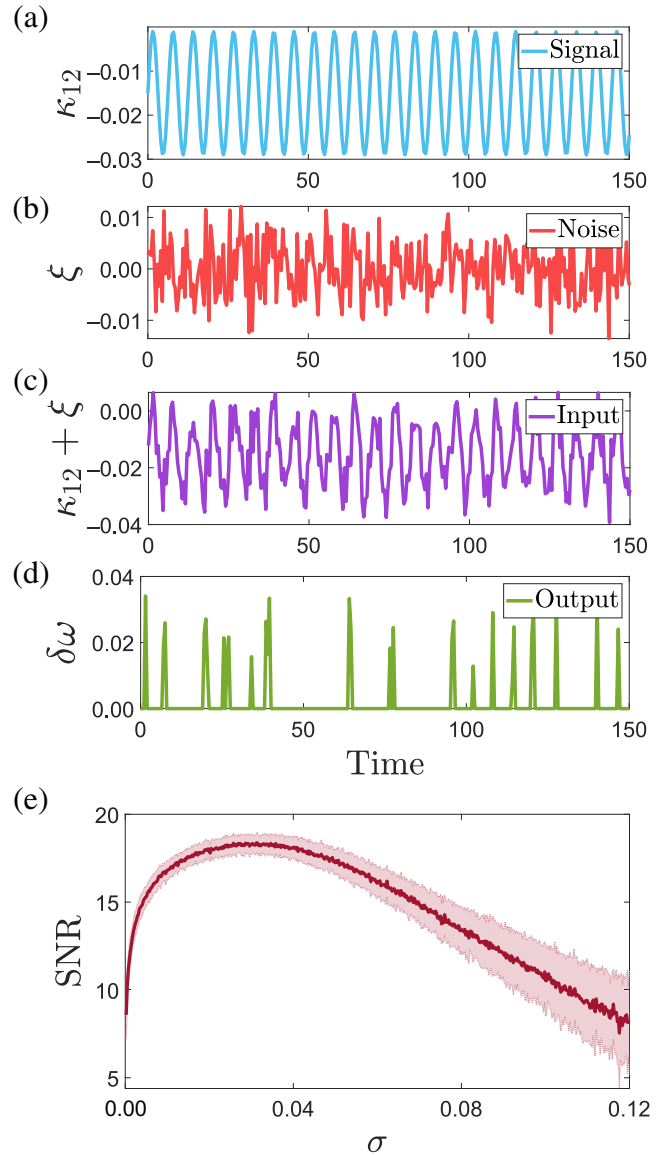 (a)
κ₁₂
−0.01
−0.02
−0.03
Signal
0
50
100
150
(b)
ξ
0.01
0.00
−0.01
Noise
0
50
100
150
(c)
κ₁₂ + ξ
0.00
−0.02
−0.04
Input
0
50
100
150
(d)
δω
0.04
0.02
0.00
Output
0
50
100
150
Time
(e)
SNR
20
15
10
5
0.00
0.04
0.08
0.12
σ